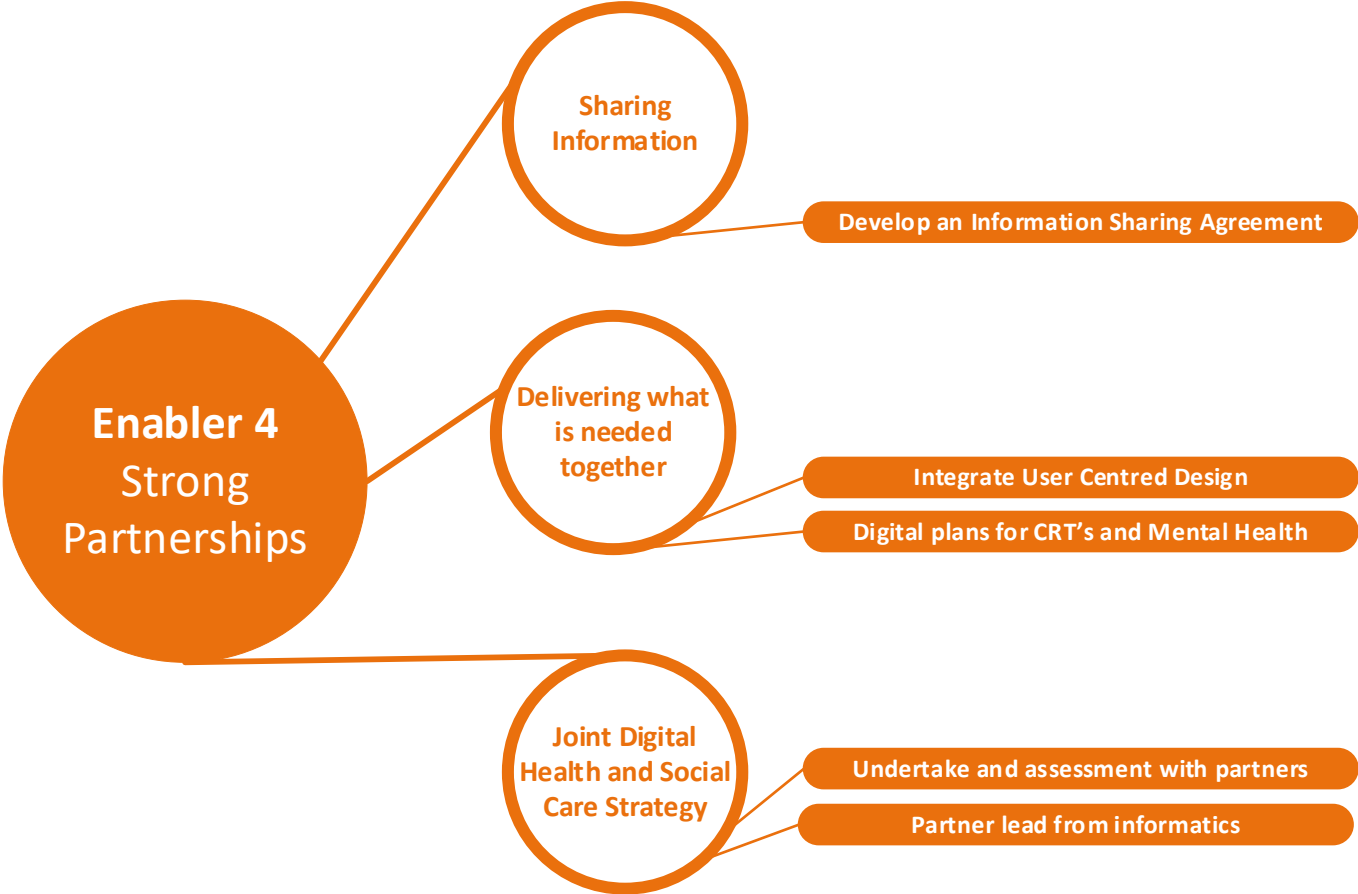 Sharing
Information
Develop an Information Sharing Agreement
Enabler 4
Strong
Partnerships
Delivering what
is needed
together
Integrate User Centred Design
Digital plans for CRT’s and Mental Health
Joint Digital
Health and Social
Care Strategy
Undertake and assessment with partners
Partner lead from informatics